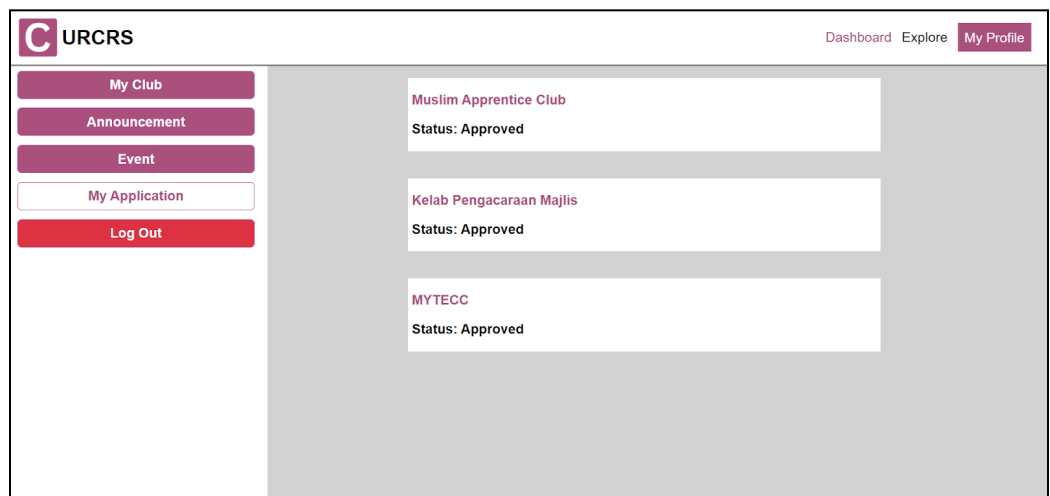 C URCRS
Dashboard Explore My Profile
My Club
Announcement
Event
My Application
Log Out
Muslim Apprentice Club
Status: Approved
Kelab Pengacaraan Majlis
Status: Approved
MYTECC
Status: Approved